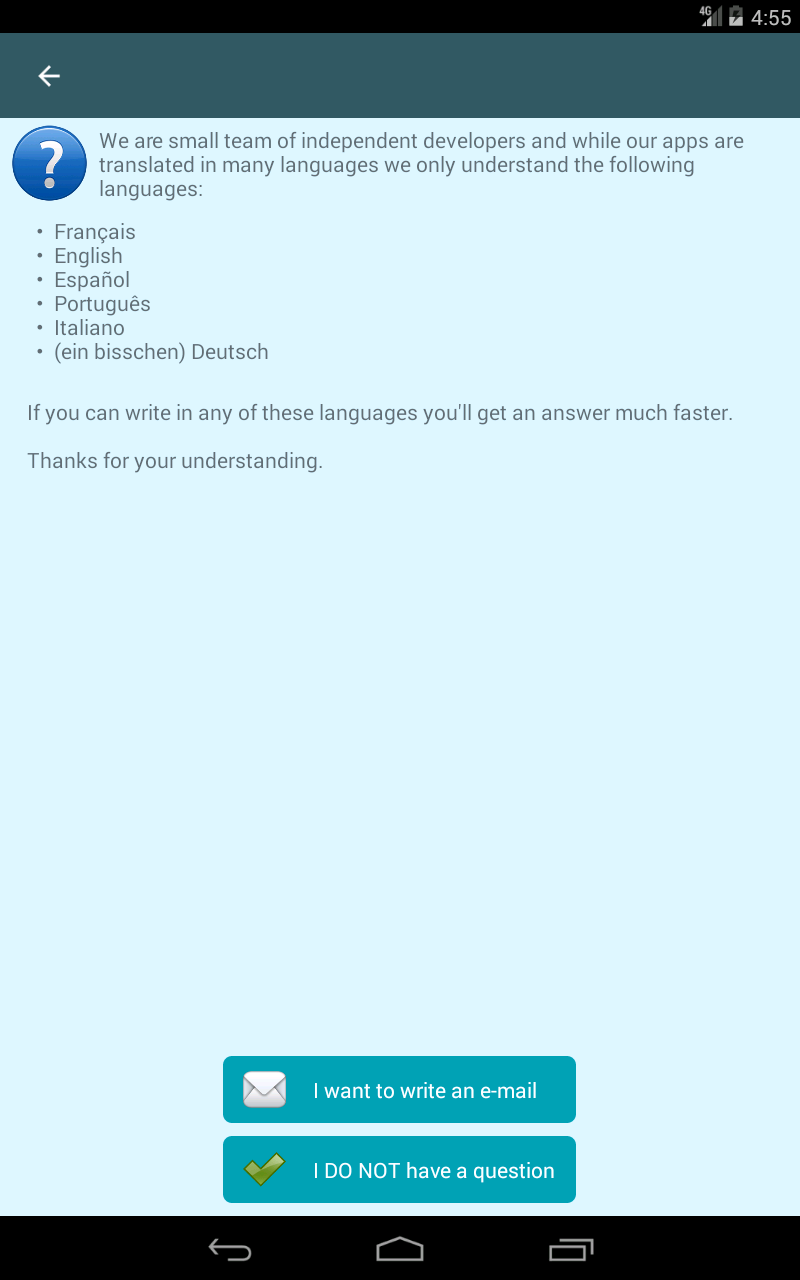 4G 4:55
We are small team of independent developers and while our apps are
translated in many languages we only understand the following
languages:
• Français
• English
• Español
• Português
• Italiano
• (ein bisschen) Deutsch
If you can write in any of these languages you'll get an answer much faster.
Thanks for your understanding.
I want to write an e-mail
I DO NOT have a question